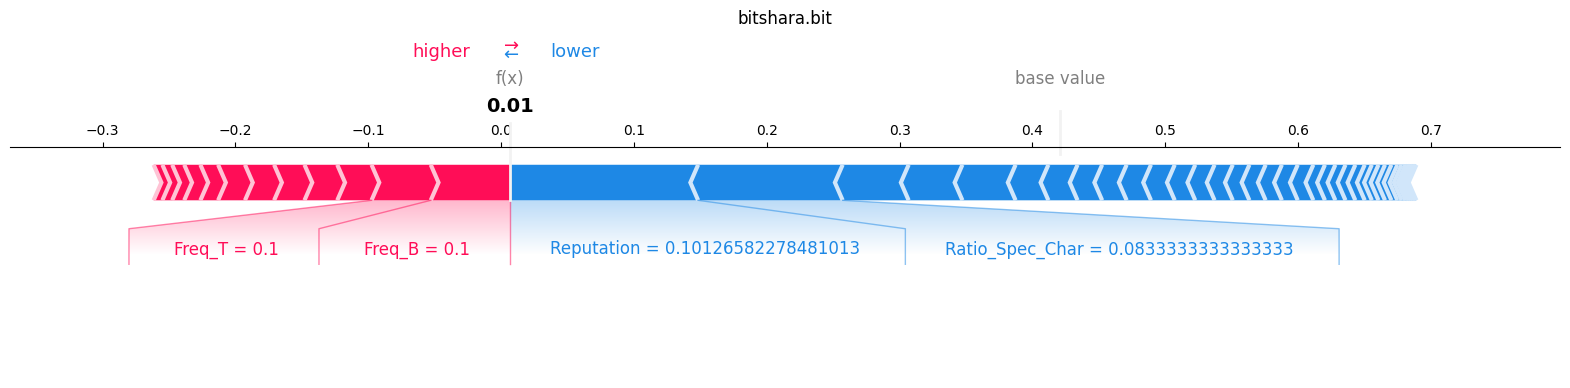 bitshara.bit
higher ⇄ lower
f(x) base value
0.01
−0.3 −0.2 −0.1 0.0 0.1 0.2 0.3 0.4 0.5 0.6 0.7
Freq_T = 0.1 Freq_B = 0.1 Reputation = 0.10126582278481013 Ratio_Spec_Char = 0.0833333333333333